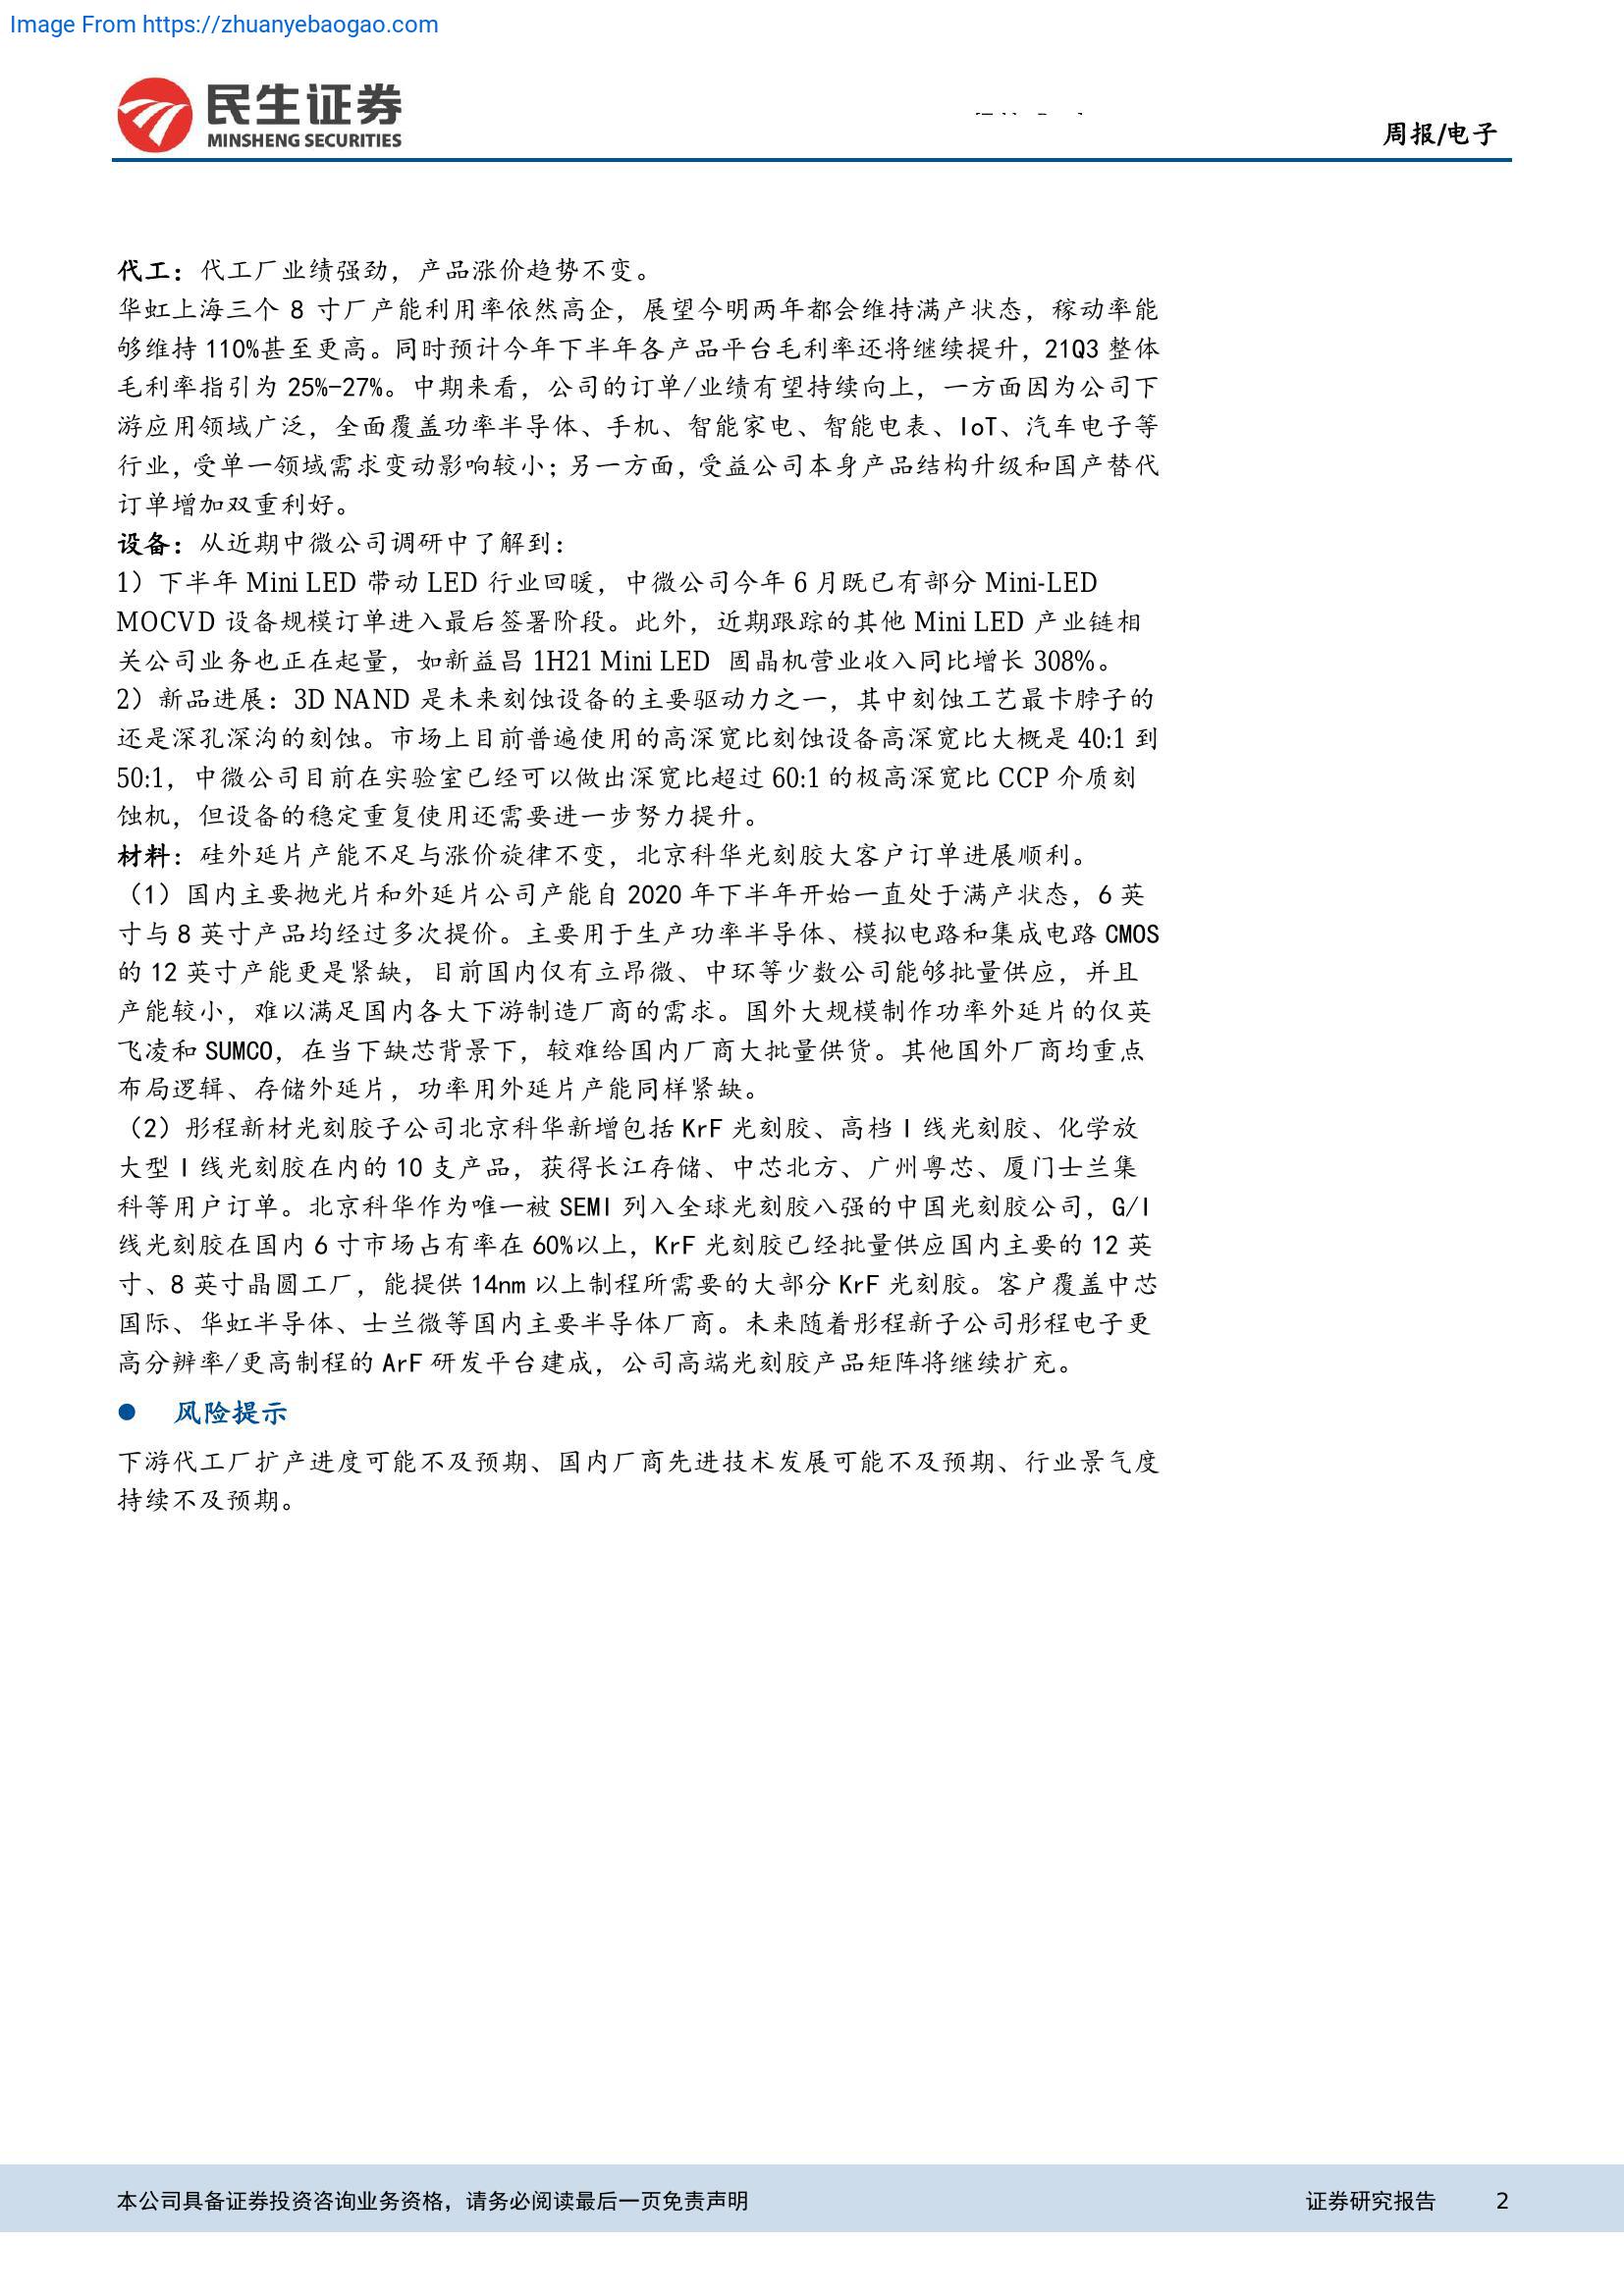 Image From https://zhuanyebaogao.com
民生证券
MINSHENG SECURITIES
周报/电子
代工：代工厂业绩强劲，产品涨价趋势不变。
华虹上海三个 8 寸厂产能利用率依然高企，展望今明两年都会维持满产状态，稼动率能
够维持 110%甚至更高。同时预计今年下半年各产品平台毛利率还将继续提升，21Q3 整体
毛利率指引为 25%-27%。中期来看，公司的订单/业绩有望持续向上，一方面因为公司下
游应用领域广泛，全面覆盖功率半导体、手机、智能家电、智能电表、IoT、汽车电子等
行业，受单一领域需求变动影响较小；另一方面，受益公司本身产品结构升级和国产替代
订单增加双重利好。
设备：从近期中微公司调研中了解到：
1）下半年 Mini LED 带动 LED 行业回暖，中微公司今年 6 月既已有部分 Mini-LED
MOCVD 设备规模订单进入最后签署阶段。此外，近期跟踪的其他 Mini LED 产业链相
关公司业务也正在起量，如新益昌 1H21 Mini LED 固晶机营业收入同比增长 308%。
2）新品进展：3D NAND 是未来刻蚀设备的主要驱动力之一，其中刻蚀工艺最卡脖子的
还是深孔深沟的刻蚀。市场上目前普遍使用的高深宽比刻蚀设备高深宽比大概是 40:1 到
50:1，中微公司目前在实验室已经可以做出深宽比超过 60:1 的极高深宽比 CCP 介质刻
蚀机，但设备的稳定重复使用还需要进一步努力提升。
材料：硅外延片产能不足与涨价旋律不变，北京科华光刻胶大客户订单进展顺利。
（1）国内主要抛光片和外延片公司产能自 2020 年下半年开始一直处于满产状态，6 英
寸与 8 英寸产品均经过多次提价。主要用于生产功率半导体、模拟电路和集成电路 CMOS
的 12 英寸产能更是紧缺，目前国内仅有立昂微、中环等少数公司能够批量供应，并且
产能较小，难以满足国内各大下游制造厂商的需求。国外大规模制作功率外延片的仅英
飞凌和 SUMCO，在当下缺芯背景下，较难给国内厂商大批量供货。其他国外厂商均重点
布局逻辑、存储外延片，功率用外延片产能同样紧缺。
（2）彤程新材光刻胶子公司北京科华新增包括 KrF 光刻胶、高档 I 线光刻胶、化学放
大型 I 线光刻胶在内的 10 支产品，获得长江存储、中芯北方、广州粤芯、厦门士兰集
科等用户订单。北京科华作为唯一被 SEMI 列入全球光刻胶八强的中国光刻胶公司，G/I
线光刻胶在国内 6 寸市场占有率在 60%以上，KrF 光刻胶已经批量供应国内主要的 12 英
寸、8 英寸晶圆工厂，能提供 14nm 以上制程所需要的大部分 KrF 光刻胶。客户覆盖中芯
国际、华虹半导体、士兰微等国内主要半导体厂商。未来随着彤程新子公司彤程电子更
高分辨率/更高制程的 ArF 研发平台建成，公司高端光刻胶产品矩阵将继续扩充。
● 风险提示
下游代工厂扩产进度可能不及预期、国内厂商先进技术发展可能不及预期、行业景气度
持续不及预期。
本公司具备证券投资咨询业务资格，请务必阅读最后一页免责声明 证券研究报告 2